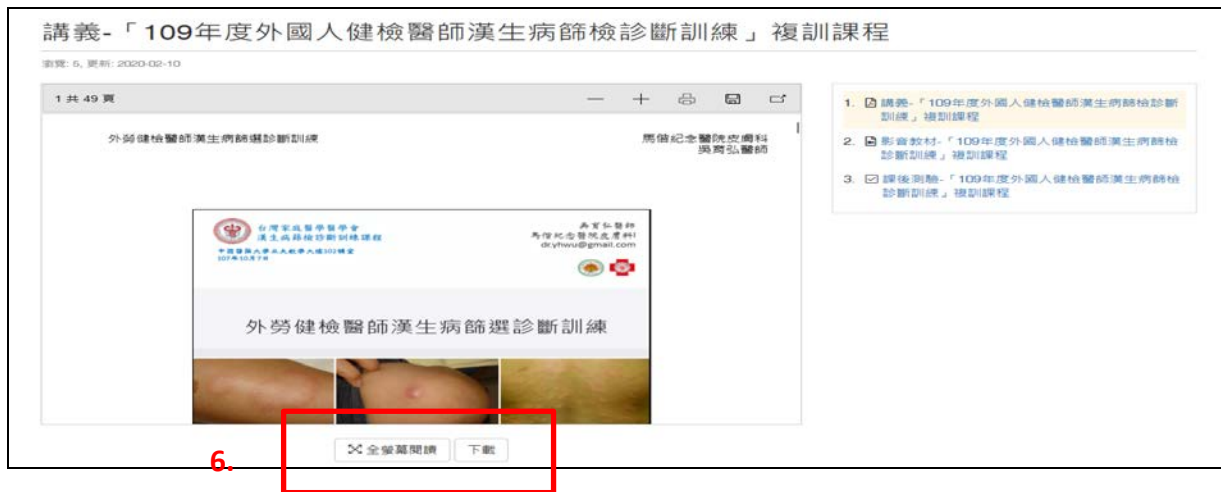 講義-「109年度外國人健檢醫師漢生病篩檢診斷訓練」複訓課程
瀏覽: 5, 更新: 2020-02-10
1 共 49 頁
外勞健檢醫師漢生病篩選診斷訓練
馬偕紀念醫院皮膚科
吳育弘醫師
台灣家庭醫學醫學會
漢生病篩檢診斷訓練課程
107年10月7日
吳育弘醫師
馬偕紀念醫院皮膚科
dr.yhwu@gmail.com
外勞健檢醫師漢生病篩選診斷訓練
全螢幕閱讀
下載
6.
1. 講義-「109年度外國人健檢醫師漢生病篩檢診斷
訓練」複訓課程
2. 影音教材-「109年度外國人健檢醫師漢生病篩檢
診斷訓練」複訓課程
3. 課後測驗-「109年度外國人健檢醫師漢生病篩檢
診斷訓練」複訓課程